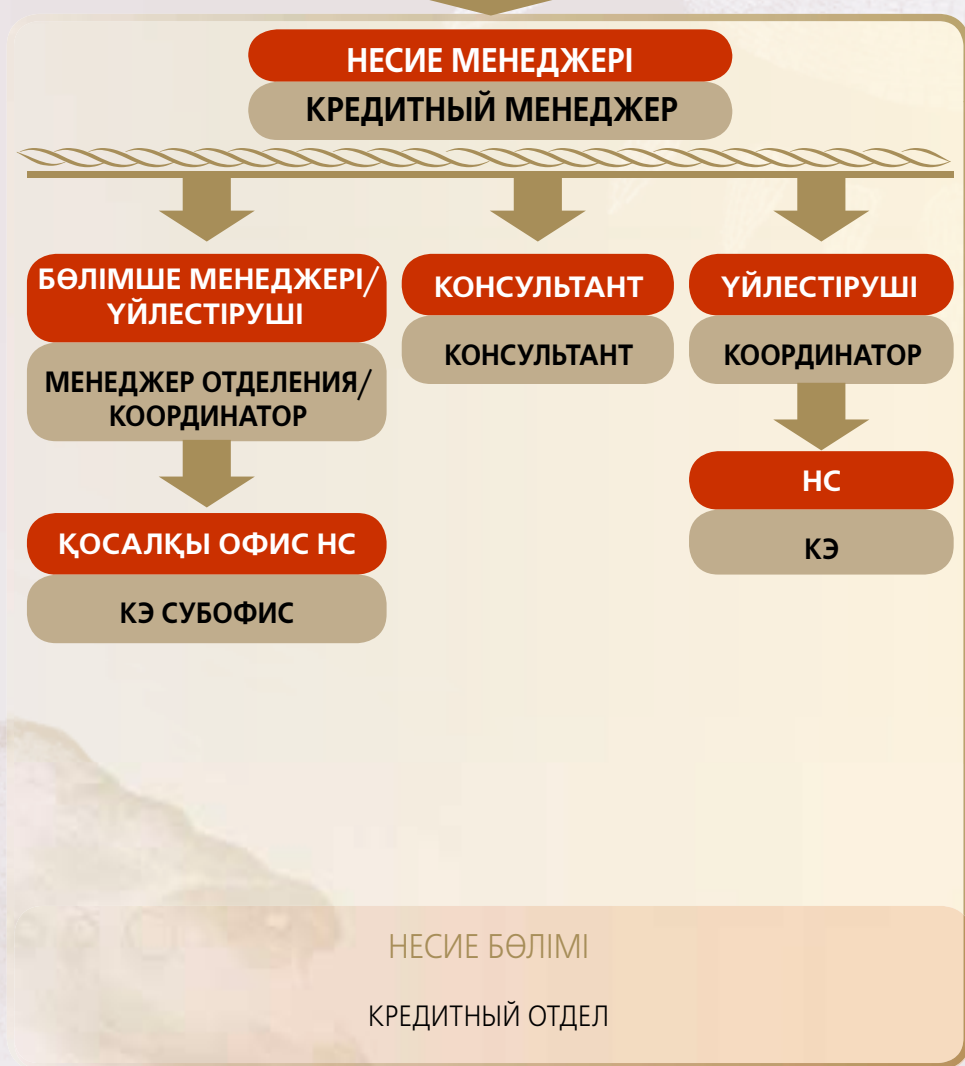 НЕСИЕ МЕНЕДЖЕРІ
КРЕДИТНЫЙ МЕНЕДЖЕР
БӨЛІМШЕ МЕНЕДЖЕРІ/
ҮЙЛЕСТІРУШІ
МЕНЕДЖЕР ОТДЕЛЕНИЯ/
КООРДИНАТОР
ҚОСАЛҚЫ ОФИС НС
КЭ СУБОФИС
КОНСУЛЬТАНТ
КОНСУЛЬТАНТ
ҮЙЛЕСТІРУШІ
КООРДИНАТОР
НС
КЭ
НЕСИЕ БӨЛІМІ
КРЕДИТНЫЙ ОТДЕЛ